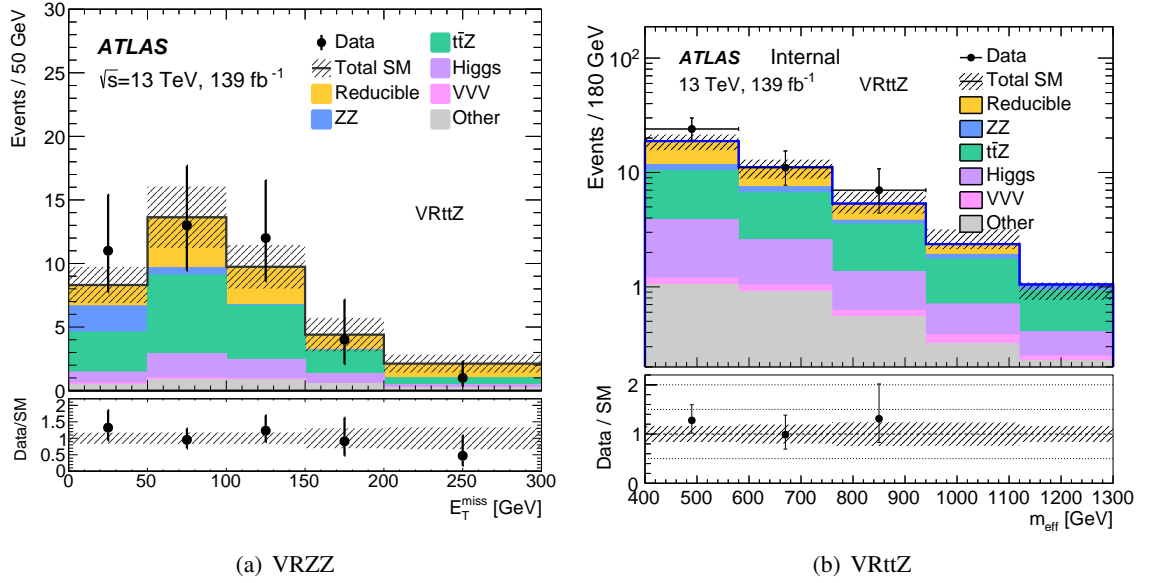 Events / 50 GeV
30
25
20
15
10
5
0
ATLAS
√s=13 TeV, 139 fb⁻¹
Data
Total SM
Reducible
ZZ
tt̄Z
Higgs
VVV
Other
VRttZ
Data/SM
2
1.5
1
0.5
0
0 50 100 150 200 250 300
E_T^miss [GeV]
(a) VRZZ
Events / 180 GeV
10²
10
1
ATLAS Internal
13 TeV, 139 fb⁻¹
VRttZ
Data
Total SM
Reducible
ZZ
tt̄Z
Higgs
VVV
Other
Data / SM
2
1
0
400 500 600 700 800 900 1000 1100 1200 1300
m_eff [GeV]
(b) VRttZ